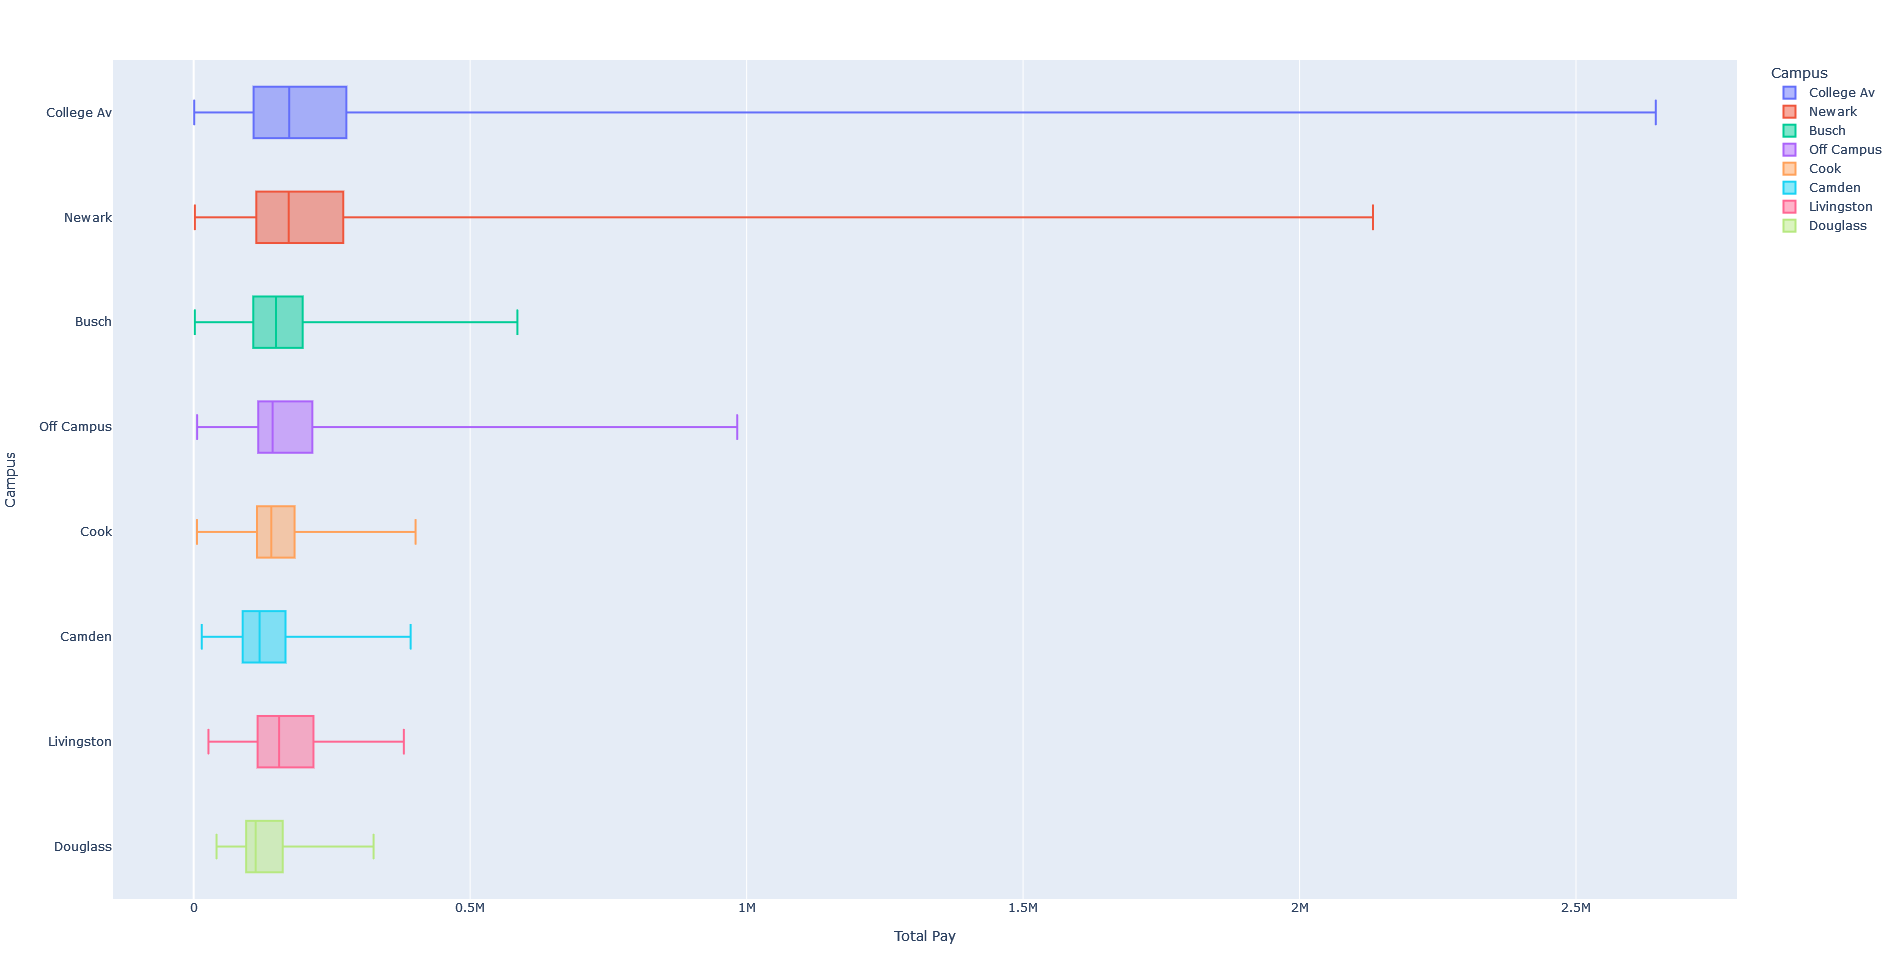 College Av
Newark
Busch
Off Campus
Cook
Camden
Livingston
Douglass
Campus
0
0.5M
1M
1.5M
2M
2.5M
Total Pay
Campus
College Av
Newark
Busch
Off Campus
Cook
Camden
Livingston
Douglass